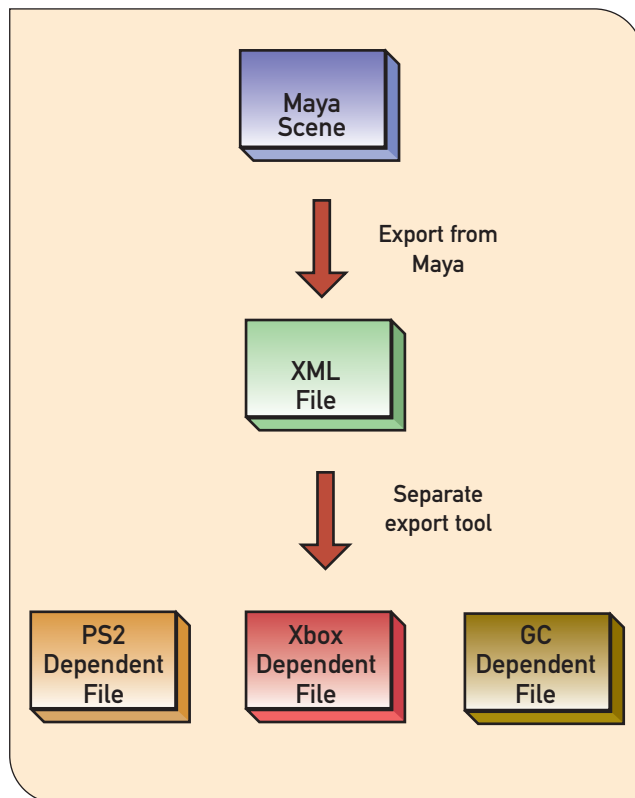 Maya
Scene
Export from
Maya
XML
File
Separate
export tool
PS2
Dependent
File
Xbox
Dependent
File
GC
Dependent
File